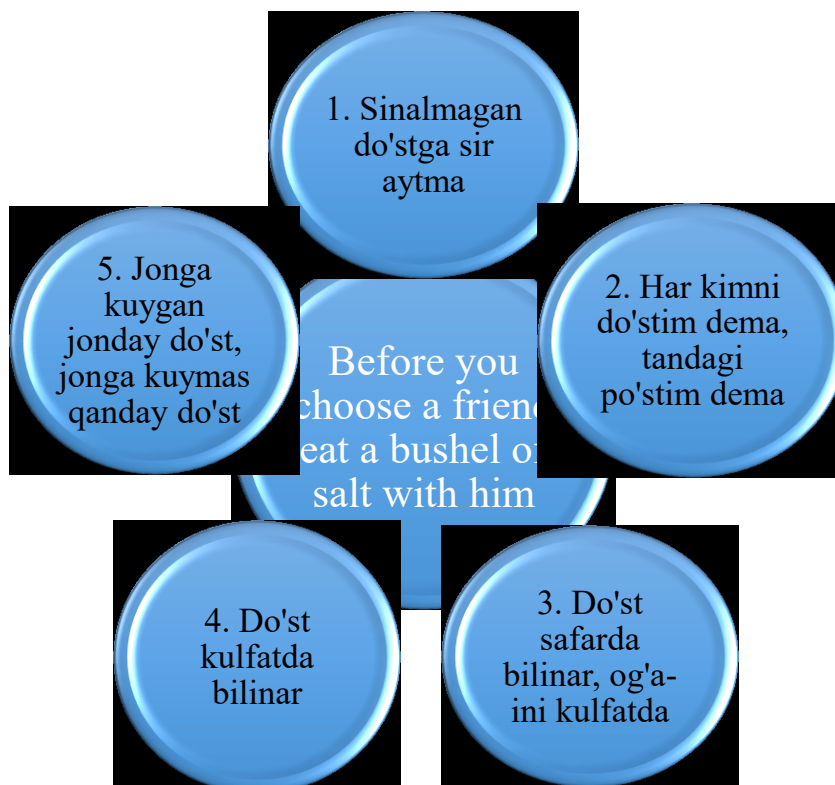 1. Sinalmagan
do'stga sir
aytma
2. Har kimni
do'stim dema,
tandagi
po'stim dema
3. Do'st
safarda
bilinar, og'a-
ini kulfatda
4. Do'st
kulfatda
bilinar
5. Jonga
kuygan
jonday do'st,
jonga kuymas
qanday do'st
Before you
choose a friend
eat a bushel of
salt with him